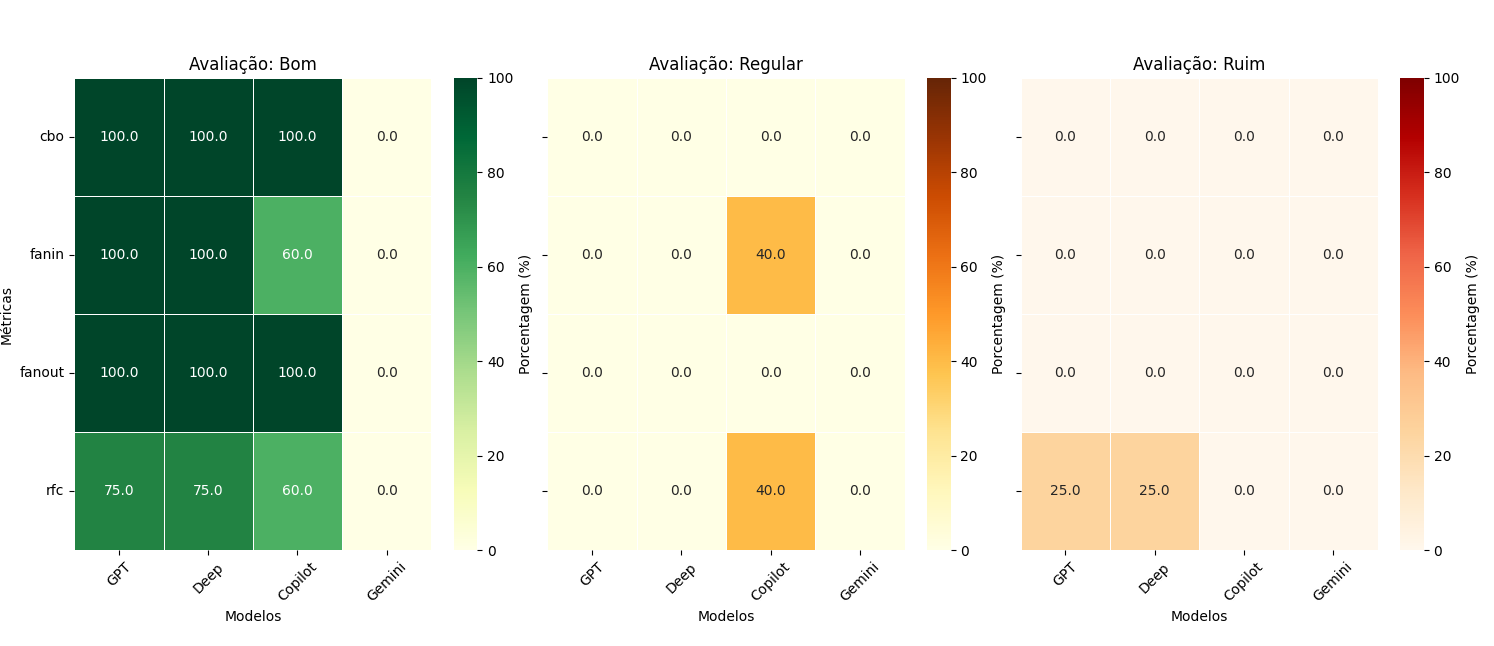 Avaliação: Bom
Métricas
cbo 100.0 100.0 100.0 0.0
fanin 100.0 100.0 60.0 0.0
fanout 100.0 100.0 100.0 0.0
rfc 75.0 75.0 60.0 0.0
GPT Deep Copilot Gemini
Modelos
100
80
60
40
20
0
Porcentagem (%)
Avaliação: Regular
0.0 0.0 0.0 0.0
0.0 0.0 40.0 0.0
0.0 0.0 0.0 0.0
0.0 0.0 40.0 0.0
GPT Deep Copilot Gemini
Modelos
100
80
60
40
20
0
Porcentagem (%)
Avaliação: Ruim
0.0 0.0 0.0 0.0
0.0 0.0 0.0 0.0
0.0 0.0 0.0 0.0
25.0 25.0 0.0 0.0
GPT Deep Copilot Gemini
Modelos
100
80
60
40
20
0
Porcentagem (%)